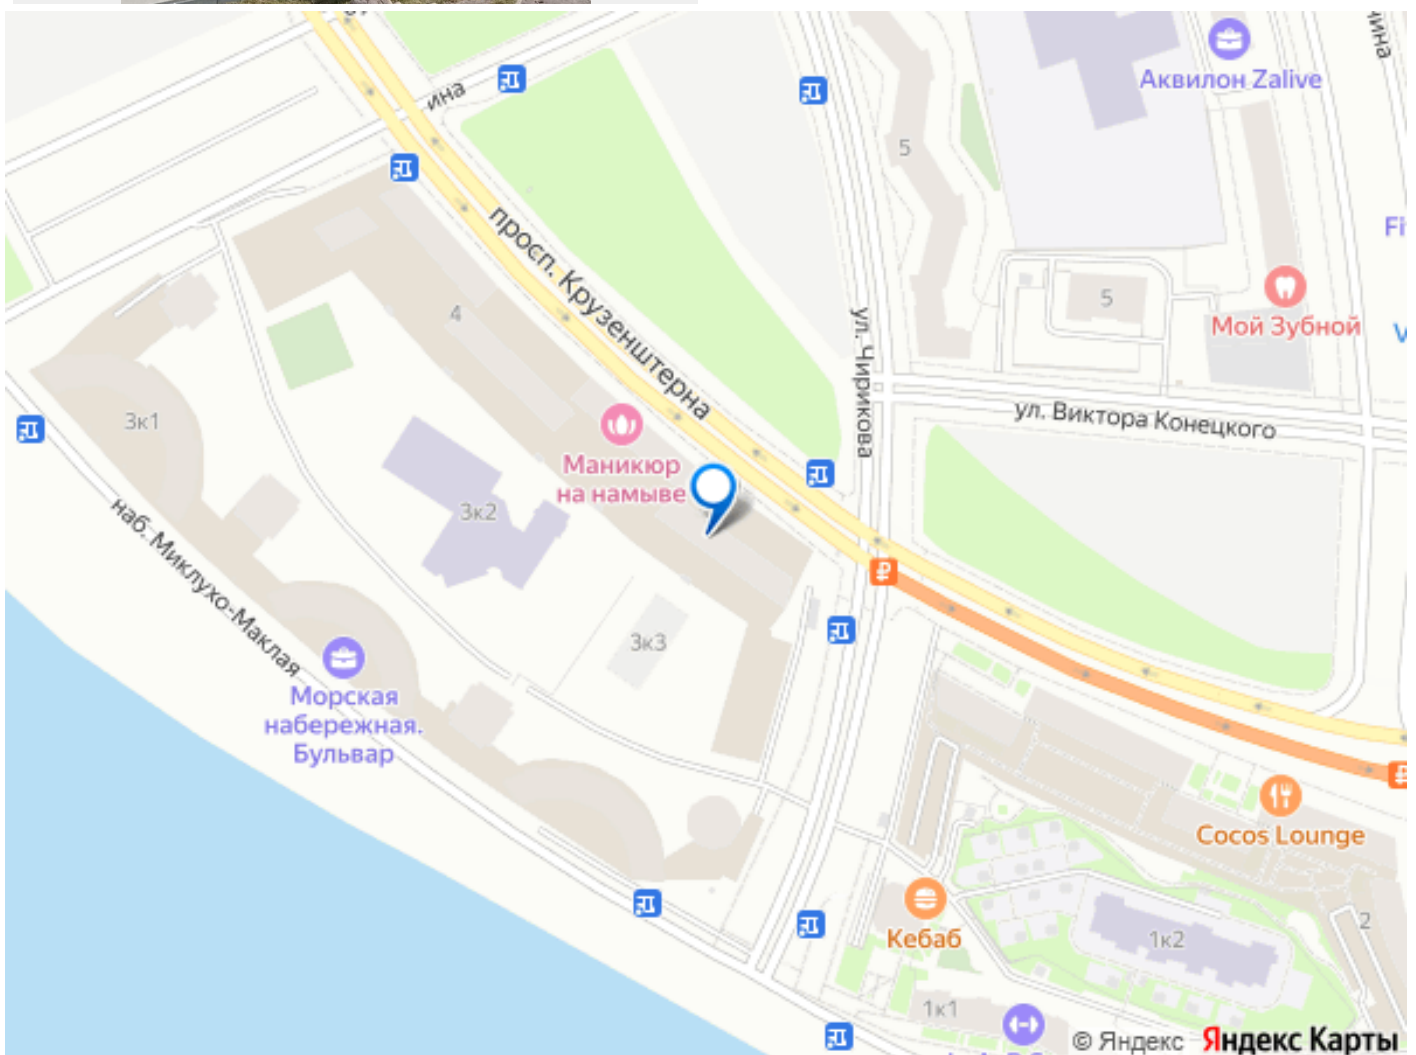 Аквилон Zalive
ина
просп. Крузенштерна
ул. Чирикова
5
5
Мой Зубной
Fi
V
ул. Виктора Конецкого
4
3к1
Маникюр
на намыве
3к2
3к3
наб. Миклухо-Маклая
Морская
набережная.
Бульвар
Cocos Lounge
Кебаб
1к2
2
1к1
© Яндекс Яндекс Карты